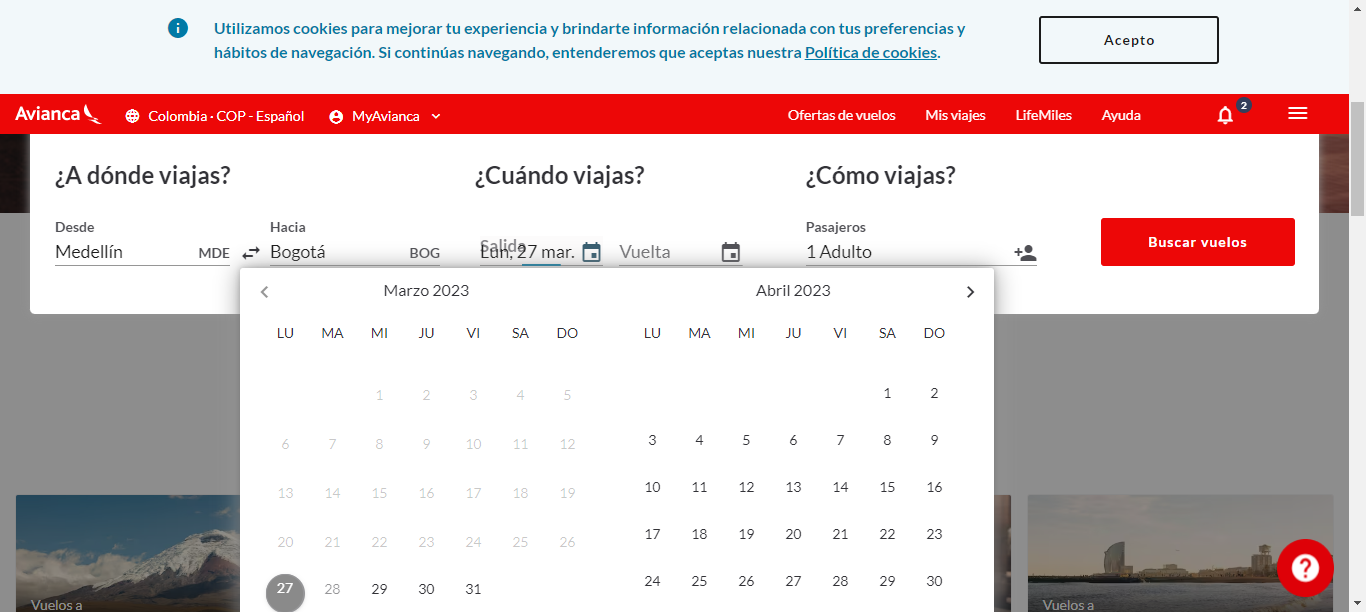 Utilizamos cookies para mejorar tu experiencia y brindarte información relacionada con tus preferencias y
hábitos de navegación. Si continúas navegando, entenderemos que aceptas nuestra Política de cookies.
Acepto
Avianca
Colombia · COP - Español
MyAvianca
Ofertas de vuelos
Mis viajes
LifeMiles
Ayuda
2
¿A dónde viajas?
¿Cuándo viajas?
¿Cómo viajas?
Desde
Medellín MDE
Hacia
Bogotá BOG
Salida
Lun, 27 mar.
Vuelta
Pasajeros
1 Adulto
Buscar vuelos
Marzo 2023
LU MA MI JU VI SA DO
1 2 3 4 5
6 7 8 9 10 11 12
13 14 15 16 17 18 19
20 21 22 23 24 25 26
27 28 29 30 31
Abril 2023
LU MA MI JU VI SA DO
1 2
3 4 5 6 7 8 9
10 11 12 13 14 15 16
17 18 19 20 21 22 23
24 25 26 27 28 29 30
Vuelos a
Vuelos a
?